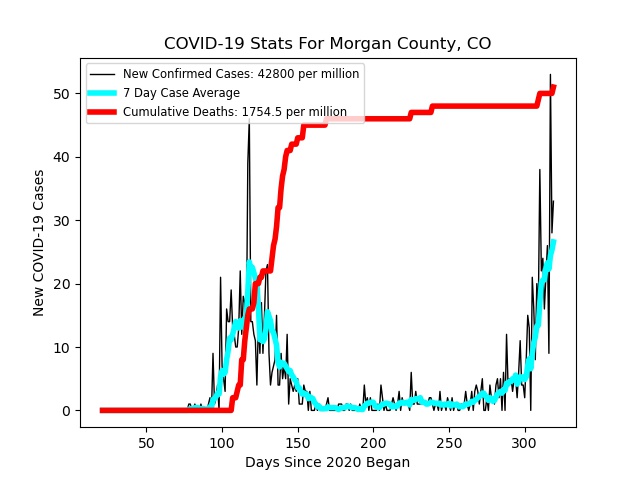 COVID-19 Stats For Morgan County, CO
New Confirmed Cases: 42800 per million
7 Day Case Average
Cumulative Deaths: 1754.5 per million
New COVID-19 Cases
50
40
30
20
10
0
50 100 150 200 250 300
Days Since 2020 Began